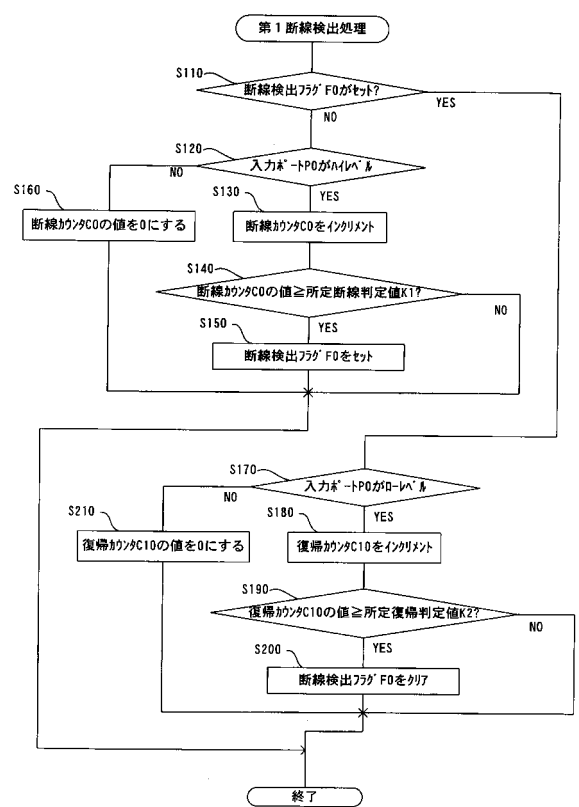 第1断線検出処理
S110
断線検出フラグF0がセット?
YES
NO
S120
入力ポートP0がハイレベル
NO
YES
S160
断線カウンタC0の値を0にする
S130
断線カウンタC0をインクリメント
S140
断線カウンタC0の値≧所定断線判定値K1?
NO
YES
S150
断線検出フラグF0をセット
S170
入力ポートP0がローレベル
NO
YES
S210
復帰カウンタC10の値を0にする
S180
復帰カウンタC10をインクリメント
S190
復帰カウンタC10の値≧所定復帰判定値K2?
NO
YES
S200
断線検出フラグF0をクリア
終了